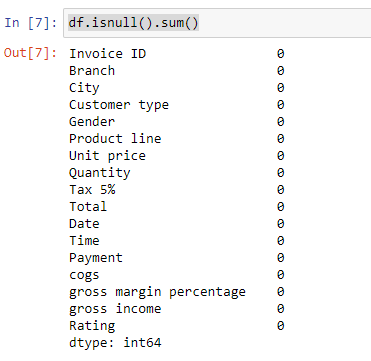 In [7]: df.isnull().sum()
Out[7]: Invoice ID 0
Branch 0
City 0
Customer type 0
Gender 0
Product line 0
Unit price 0
Quantity 0
Tax 5% 0
Total 0
Date 0
Time 0
Payment 0
cogs 0
gross margin percentage 0
gross income 0
Rating 0
dtype: int64